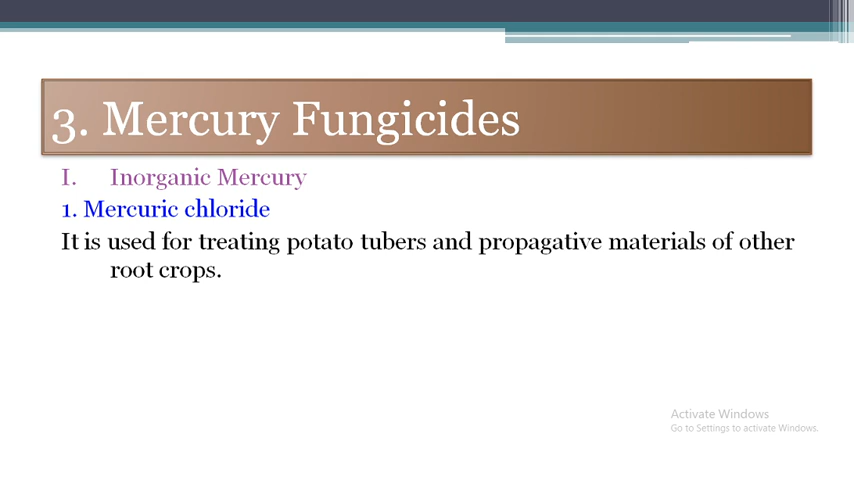 3. Mercury Fungicides
I. Inorganic Mercury
1. Mercuric chloride
It is used for treating potato tubers and propagative materials of other
root crops.
Activate Windows
Go to Settings to activate Windows.